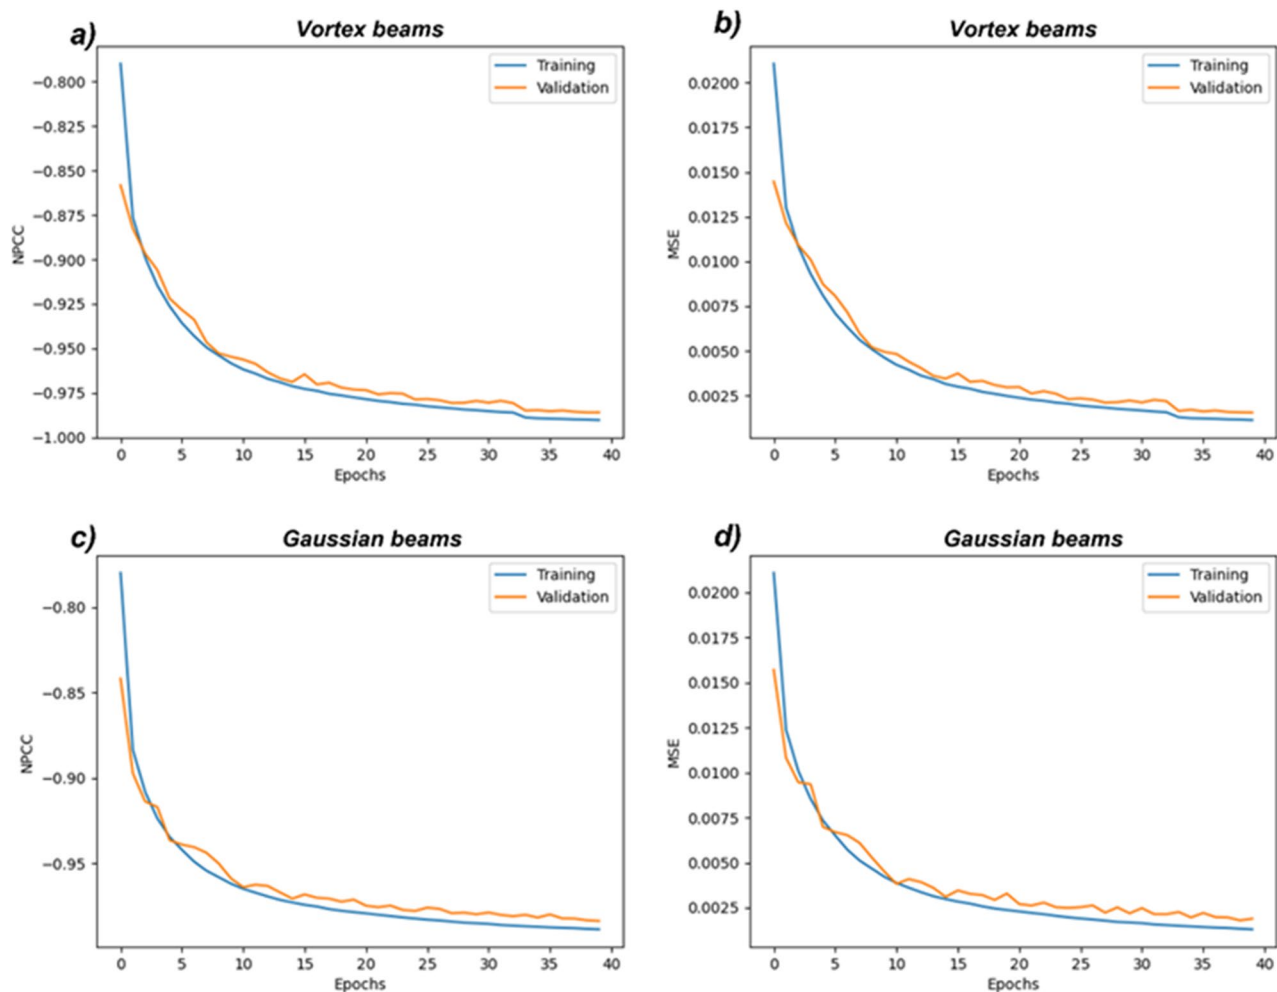 a)
Vortex beams
Training
Validation
−0.800
−0.825
−0.850
−0.875
−0.900
−0.925
−0.950
−0.975
−1.000
NPCC
0 5 10 15 20 25 30 35 40
Epochs
b)
Vortex beams
Training
Validation
0.0200
0.0175
0.0150
0.0125
0.0100
0.0075
0.0050
0.0025
MSE
0 5 10 15 20 25 30 35 40
Epochs
c)
Gaussian beams
Training
Validation
−0.80
−0.85
−0.90
−0.95
NPCC
0 5 10 15 20 25 30 35 40
Epochs
d)
Gaussian beams
Training
Validation
0.0200
0.0175
0.0150
0.0125
0.0100
0.0075
0.0050
0.0025
MSE
0 5 10 15 20 25 30 35 40
Epochs